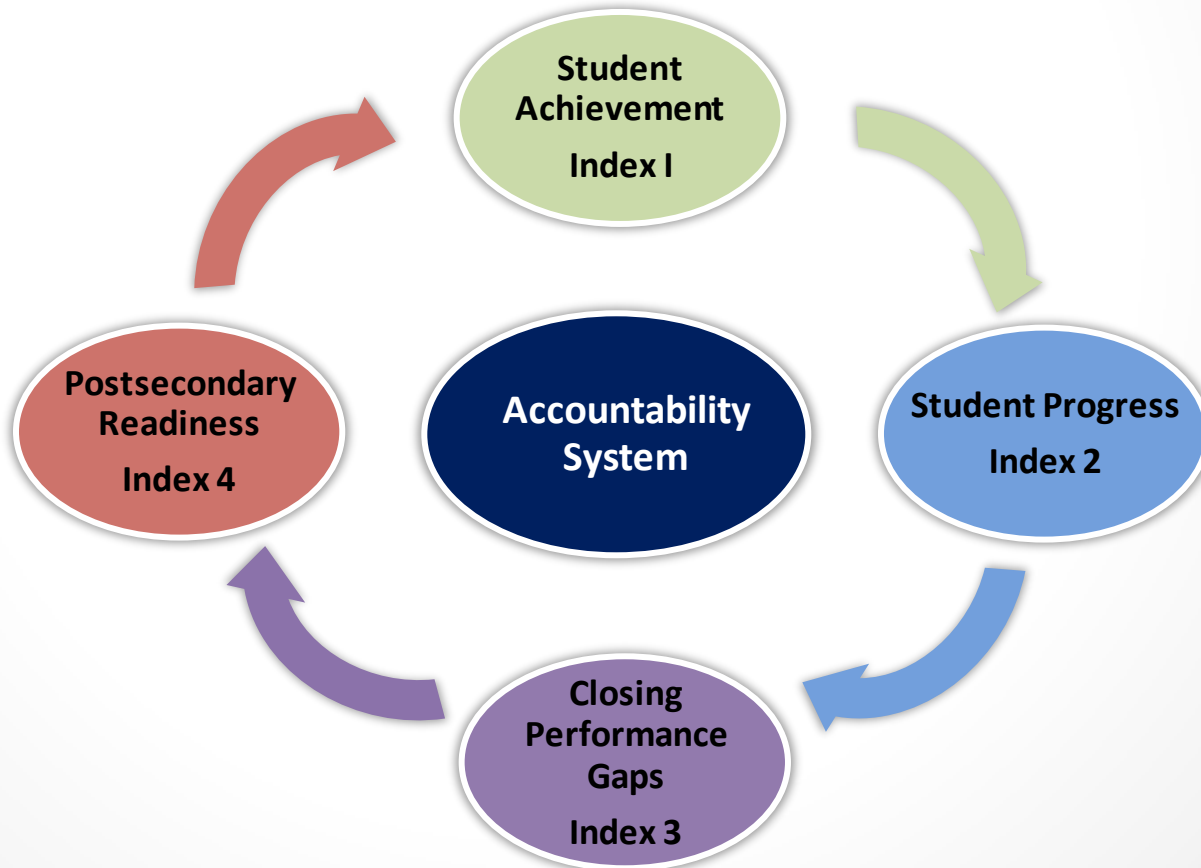 Student
Achievement
Index I
Postsecondary
Readiness
Index 4
Accountability
System
Student Progress
Index 2
Closing
Performance
Gaps
Index 3